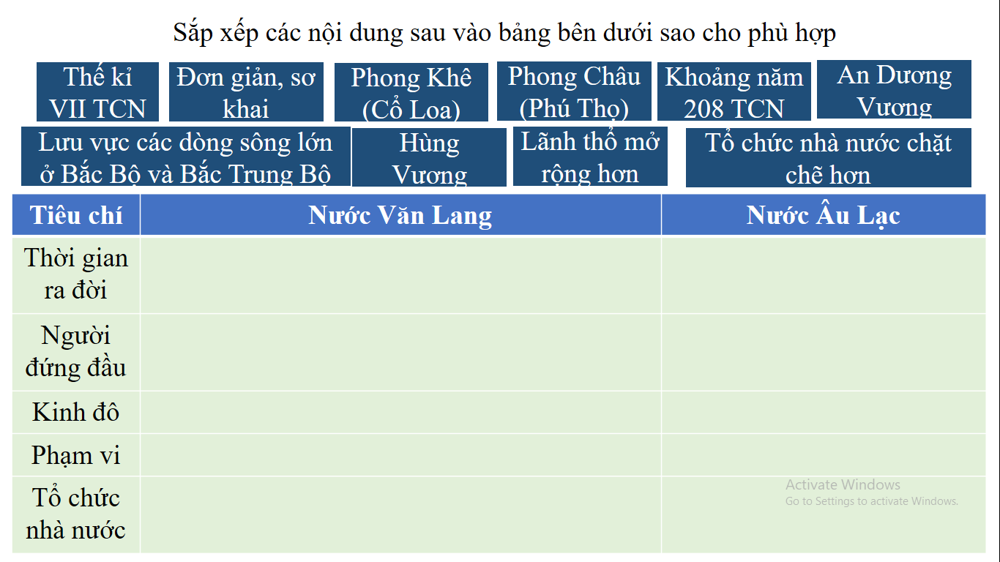 Sắp xếp các nội dung sau vào bảng bên dưới sao cho phù hợp
Thế kỉ
VII TCN
Đơn giản, sơ
khai
Phong Khê
(Cổ Loa)
Phong Châu
(Phú Thọ)
Khoảng năm
208 TCN
An Dương
Vương
Lưu vực các dòng sông lớn
ở Bắc Bộ và Bắc Trung Bộ
Hùng
Vương
Lãnh thổ mở
rộng hơn
Tổ chức nhà nước chặt
chẽ hơn
Tiêu chí
Nước Văn Lang
Nước Âu Lạc
Thời gian
ra đời
Người
đứng đầu
Kinh đô
Phạm vi
Tổ chức
nhà nước
Activate Windows
Go to Settings to activate Windows.